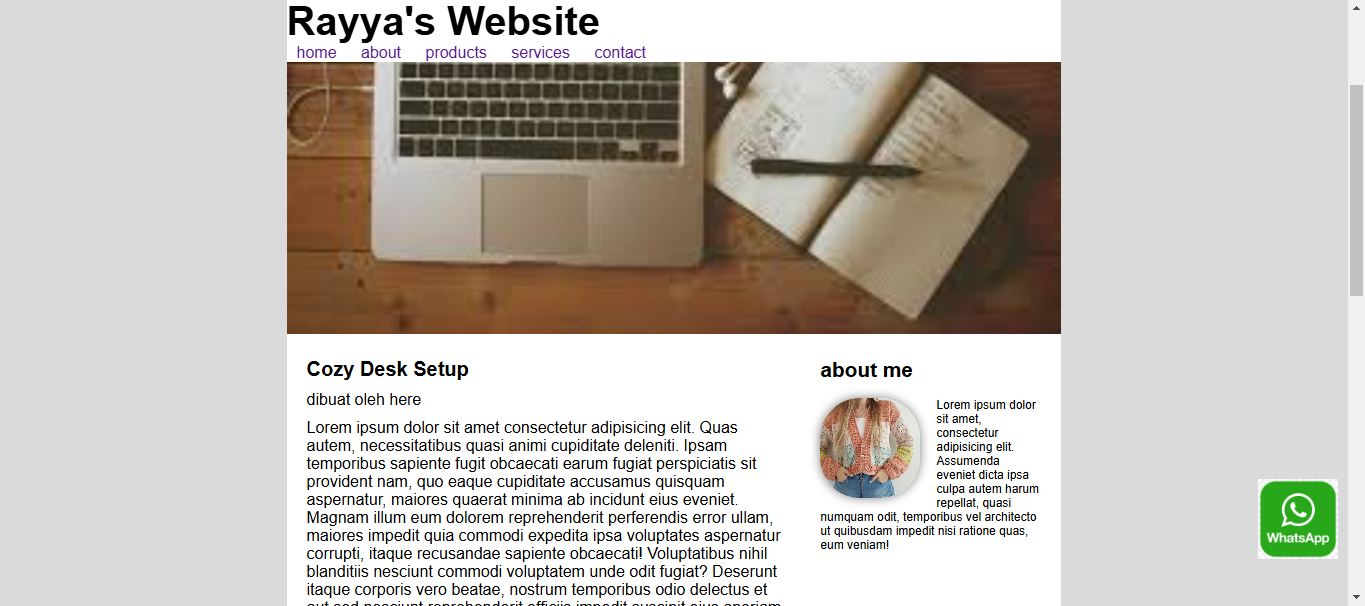 Rayya's Website
home about products services contact
Cozy Desk Setup
dibuat oleh here
Lorem ipsum dolor sit amet consectetur adipisicing elit. Quas
autem, necessitatibus quasi animi cupiditate deleniti. Ipsam
temporibus sapiente fugit obcaecati earum fugiat perspiciatis sit
provident nam, quo eaque cupiditate accusamus quisquam
aspernatur, maiores quaerat minima ab incidunt eius eveniet.
Magnam illum eum dolorem reprehenderit perferendis error ullam,
maiores impedit quia commodi expedita ipsa voluptates aspernatur
corrupti, itaque recusandae sapiente obcaecati! Voluptatibus nihil
blanditiis nesciunt commodi voluptatem unde odit fugiat? Deserunt
itaque corporis vero beatae, nostrum temporibus odio delectus et
about me
Lorem ipsum dolor
sit amet,
consectetur
adipisicing elit.
Assumenda
eveniet dicta ipsa
culpa autem harum
repellat, quasi
numquam odit, temporibus vel architecto
ut quibusdam impedit nisi ratione quas,
eum veniam!
WhatsApp